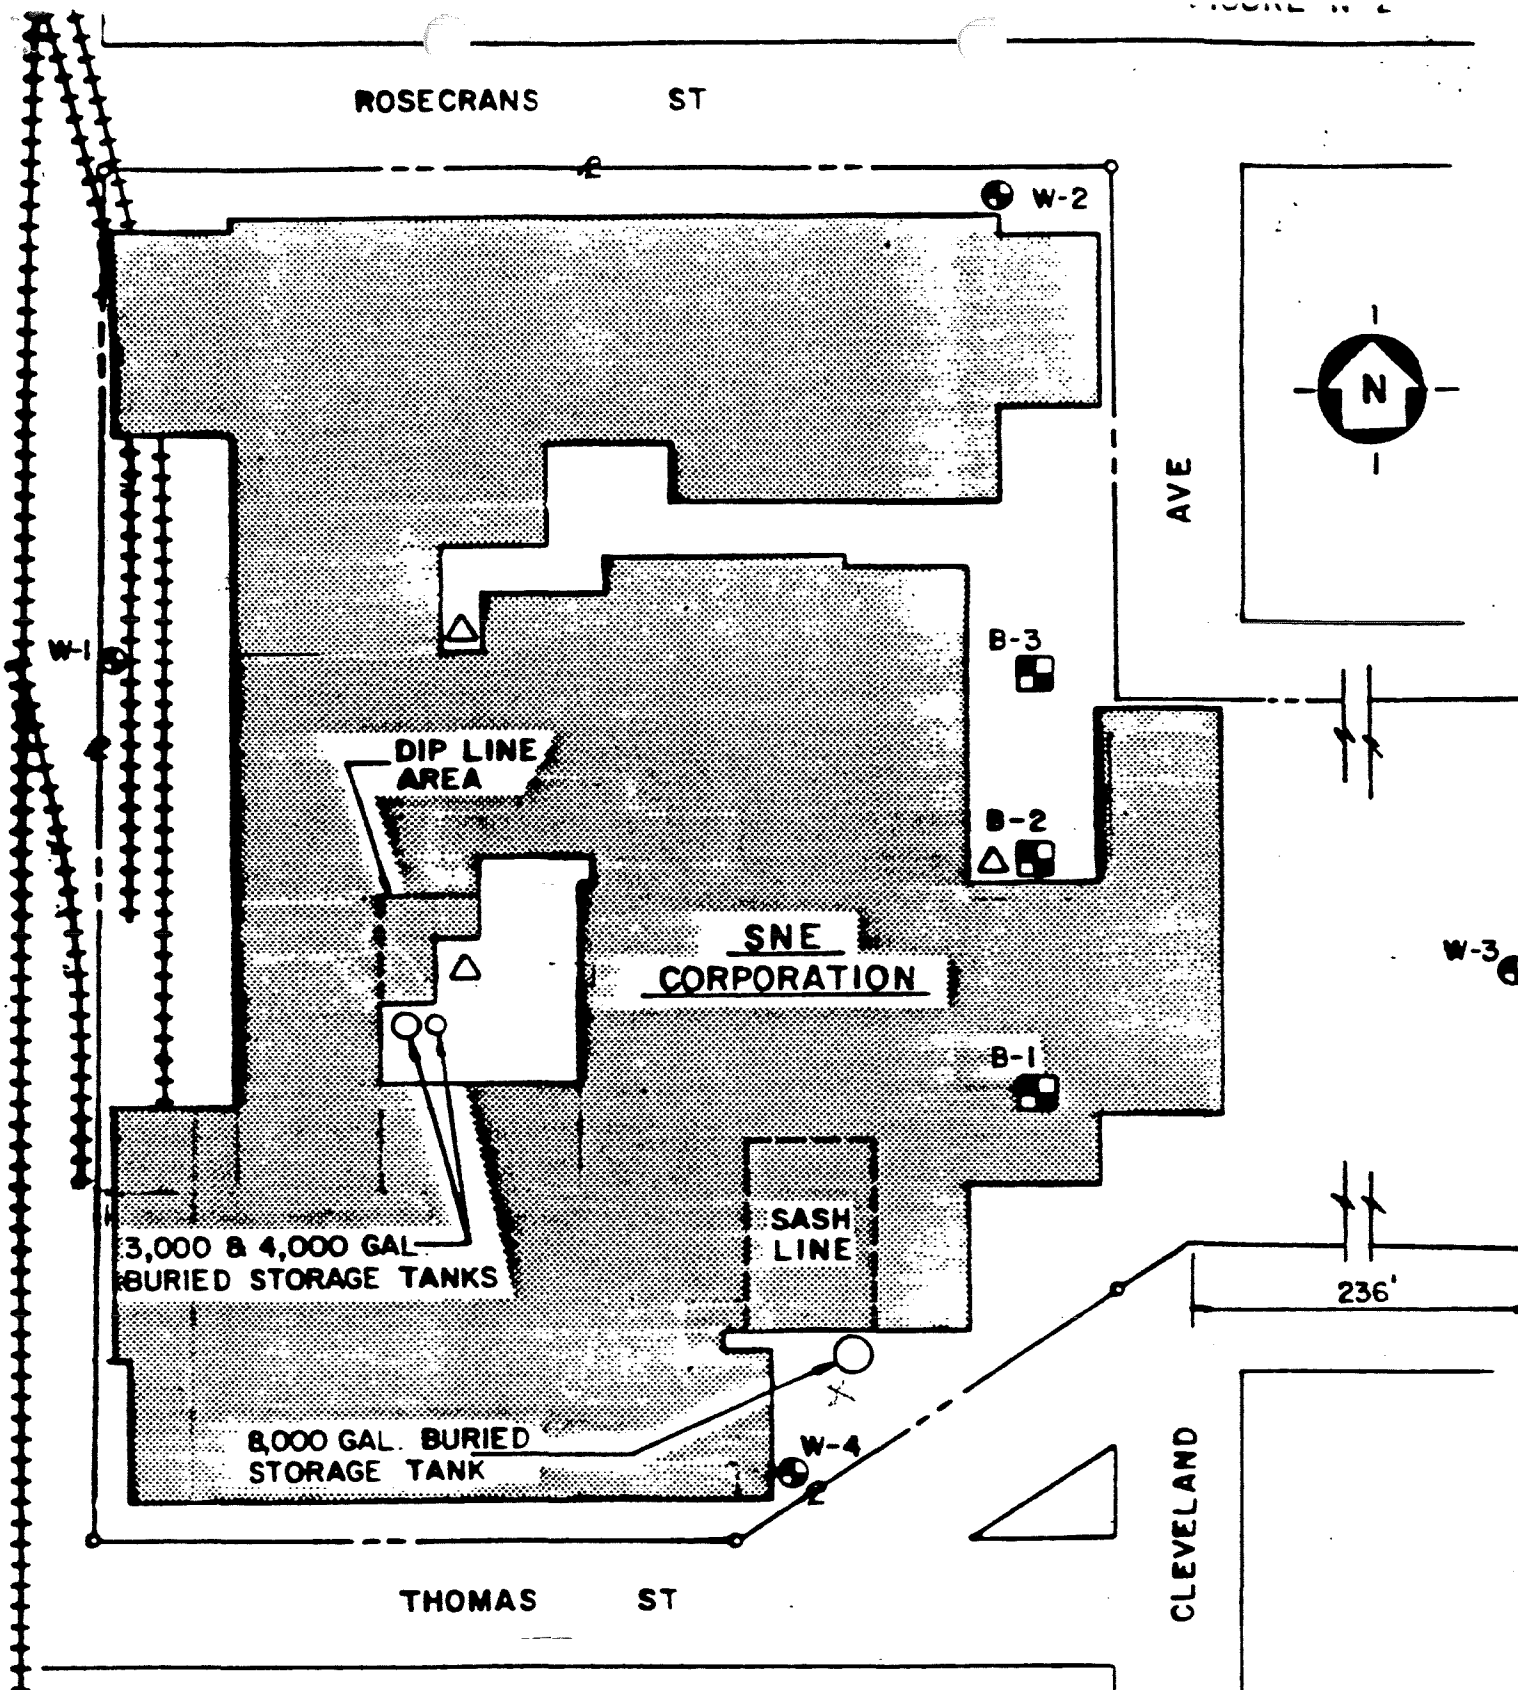 ROSECRANS ST
W-2
N
AVE
W-1
B-3
DIP LINE
AREA
B-2
SNE
CORPORATION
W-3
B-1
SASH
LINE
3,000 & 4,000 GAL.
BURIED STORAGE TANKS
236'
8,000 GAL. BURIED
STORAGE TANK
W-4
CLEVELAND
THOMAS ST